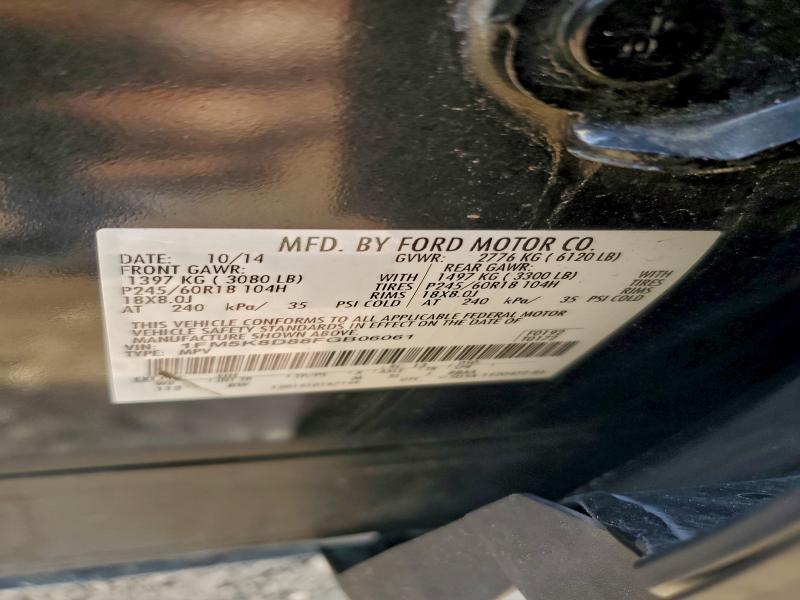 MFD. BY FORD MOTOR CO.
DATE: 10/14 GVWR: 2776 KG ( 6120 LB)
FRONT GAWR: REAR GAWR:
1397 KG ( 3080 LB) WITH 1497 KG ( 3300 LB) WITH
P245/60R18 104H TIRES P245/60R18 104H TIRES
18X8.0J RIMS 18X8.0J RIMS
AT 240 kPa/ 35 PSI COLD AT 240 kPa/ 35 PSI COLD
THIS VEHICLE CONFORMS TO ALL APPLICABLE FEDERAL MOTOR
VEHICLE SAFETY STANDARDS IN EFFECT ON THE DATE OF
MANUFACTURE SHOWN ABOVE.
VIN: 1FM5K8D88FGB06061 F0192
TYPE: MPV T0172